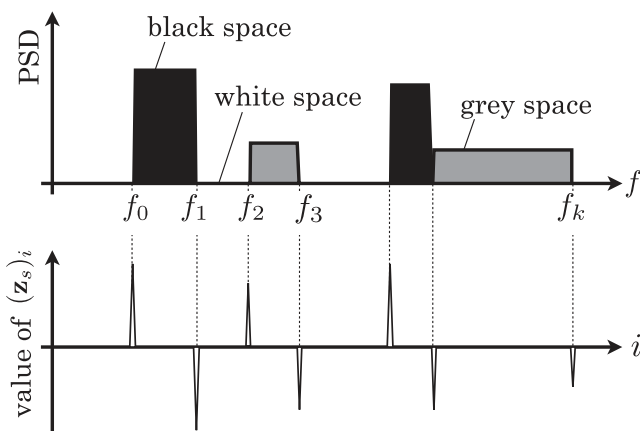 black space
PSD
white space
grey space
f
f₀ f₁ f₂ f₃ fₖ
value of (𝐳ₛ)ᵢ
i